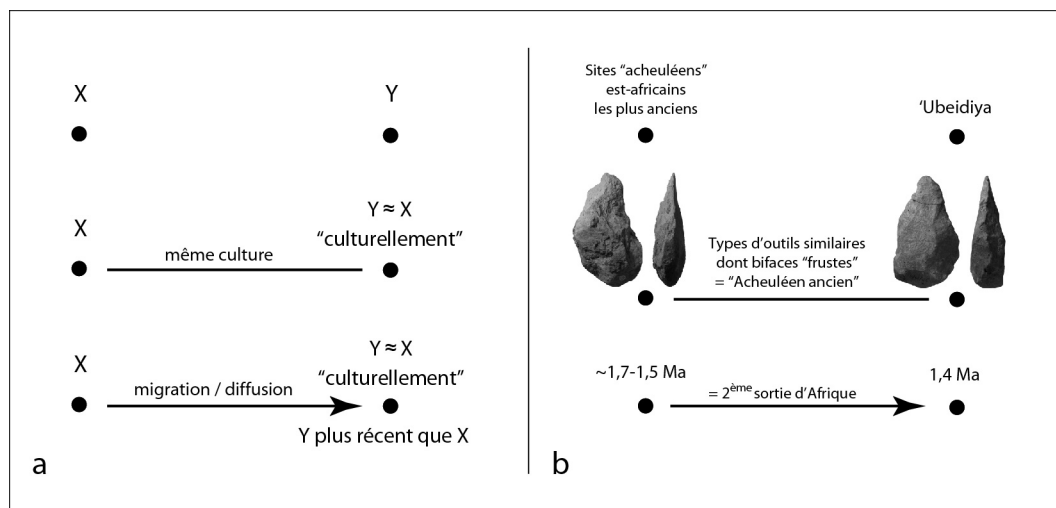 X
Y
X
Y ≈ X
“culturellement”
même culture
X
Y ≈ X
“culturellement”
migration / diffusion
Y plus récent que X
a
Sites “acheuléens”
est-africains
les plus anciens
‘Ubeidiya
Types d’outils similaires
dont bifaces “frustes”
= “Acheuléen ancien”
~1,7-1,5 Ma
1,4 Ma
= 2ème sortie d’Afrique
b